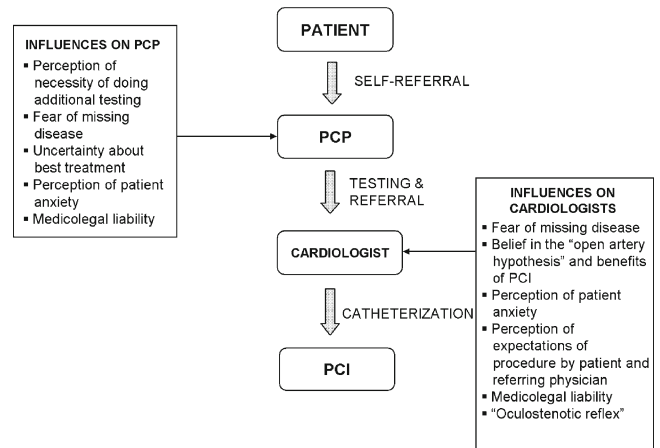 PATIENT
SELF-REFERRAL
INFLUENCES ON PCP
▪ Perception of
necessity of doing
additional testing
▪ Fear of missing
disease
▪ Uncertainty about
best treatment
▪ Perception of patient
anxiety
▪ Medicolegal liability
PCP
TESTING &
REFERRAL
CARDIOLOGIST
INFLUENCES ON
CARDIOLOGISTS
▪ Fear of missing disease
▪ Belief in the “open artery
hypothesis” and benefits
of PCI
▪ Perception of patient
anxiety
▪ Perception of
expectations of
procedure by patient and
referring physician
▪ Medicolegal liability
▪ “Oculostenotic reflex”
CATHETERIZATION
PCI